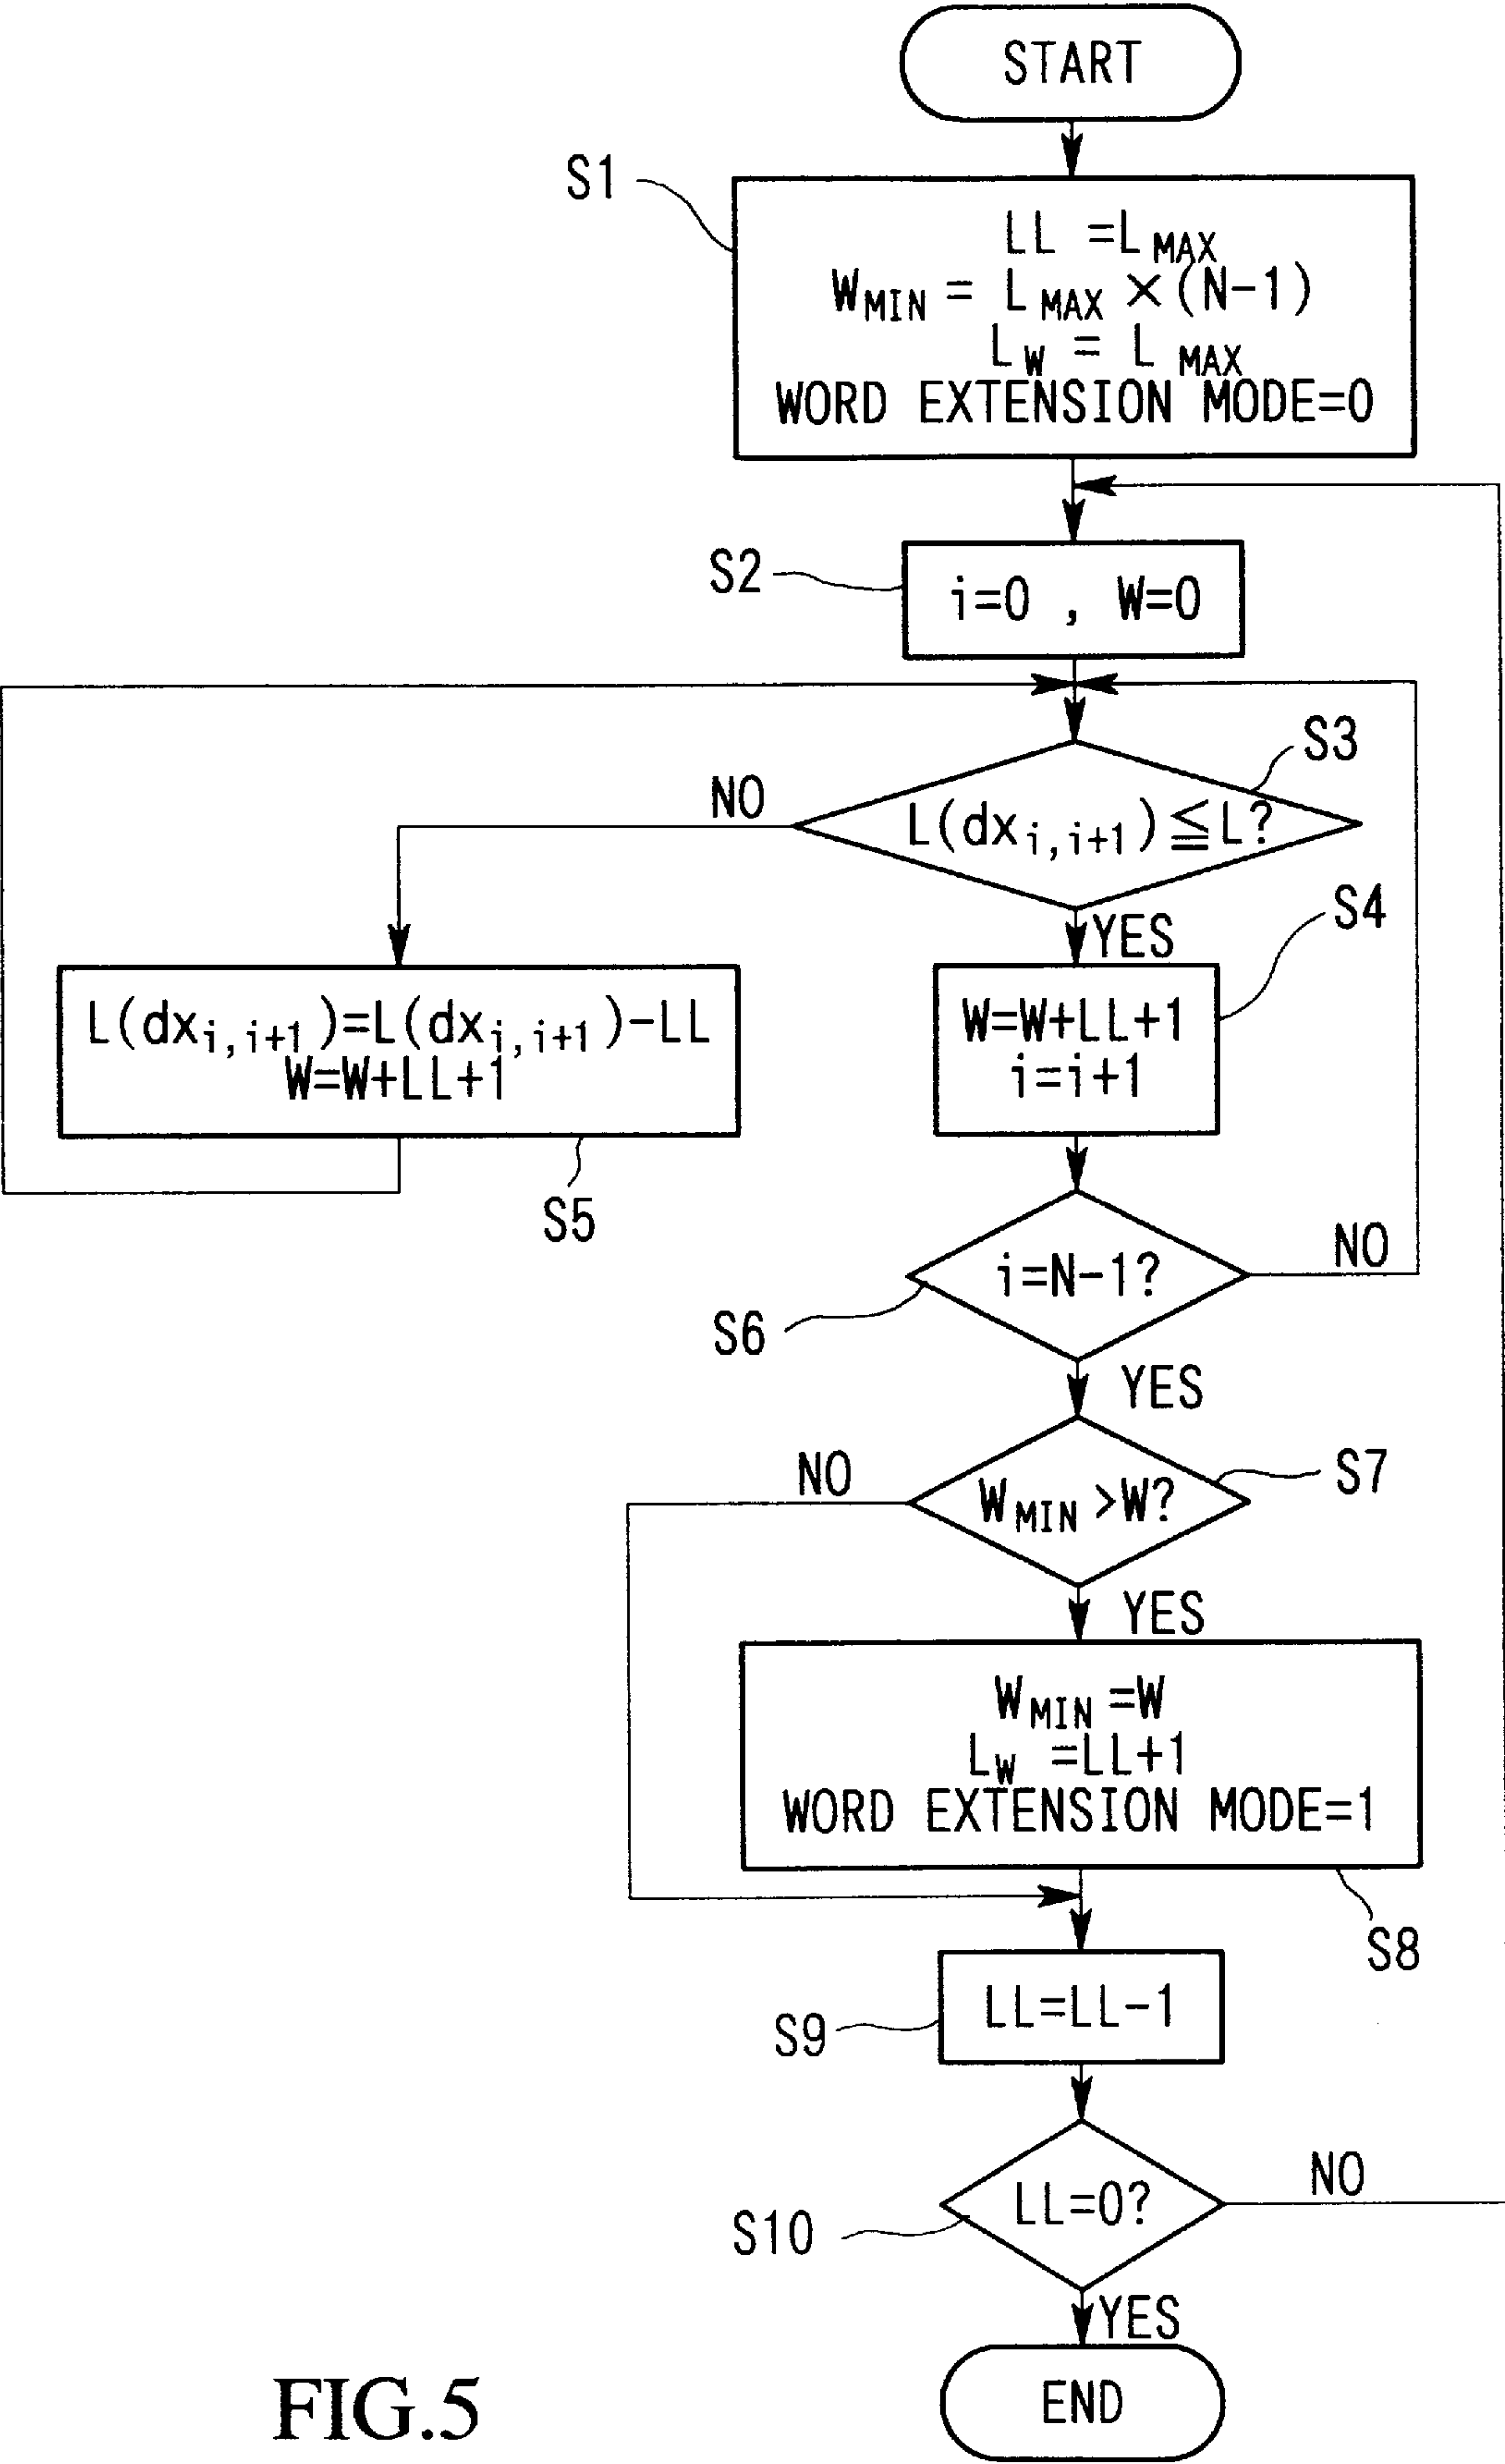 START
S1
LL =L MAX
W MIN = L MAX ×(N-1)
L W = L MAX
WORD EXTENSION MODE=0
S2
i=0 , W=0
S3
NO
L(dx i,i+1)≦L?
S4
YES
W=W+LL+1
i=i+1
L(dx i,i+1)=L(dx i,i+1)-LL
W=W+LL+1
S5
NO
i=N-1?
S6
YES
NO
S7
W MIN >W?
YES
W MIN =W
L W =LL+1
WORD EXTENSION MODE=1
S8
LL=LL-1
S9
NO
LL=0?
S10
YES
END
FIG.5